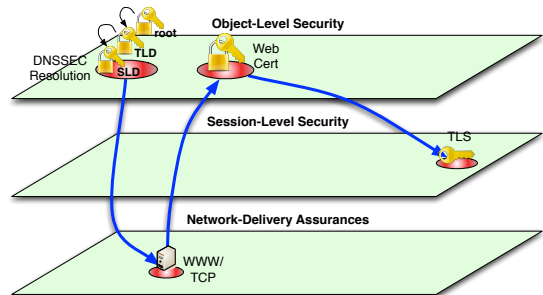 Object-Level Security
root
TLD
SLD
DNSSEC
Resolution
Web
Cert
Session-Level Security
TLS
Network-Delivery Assurances
WWW/
TCP